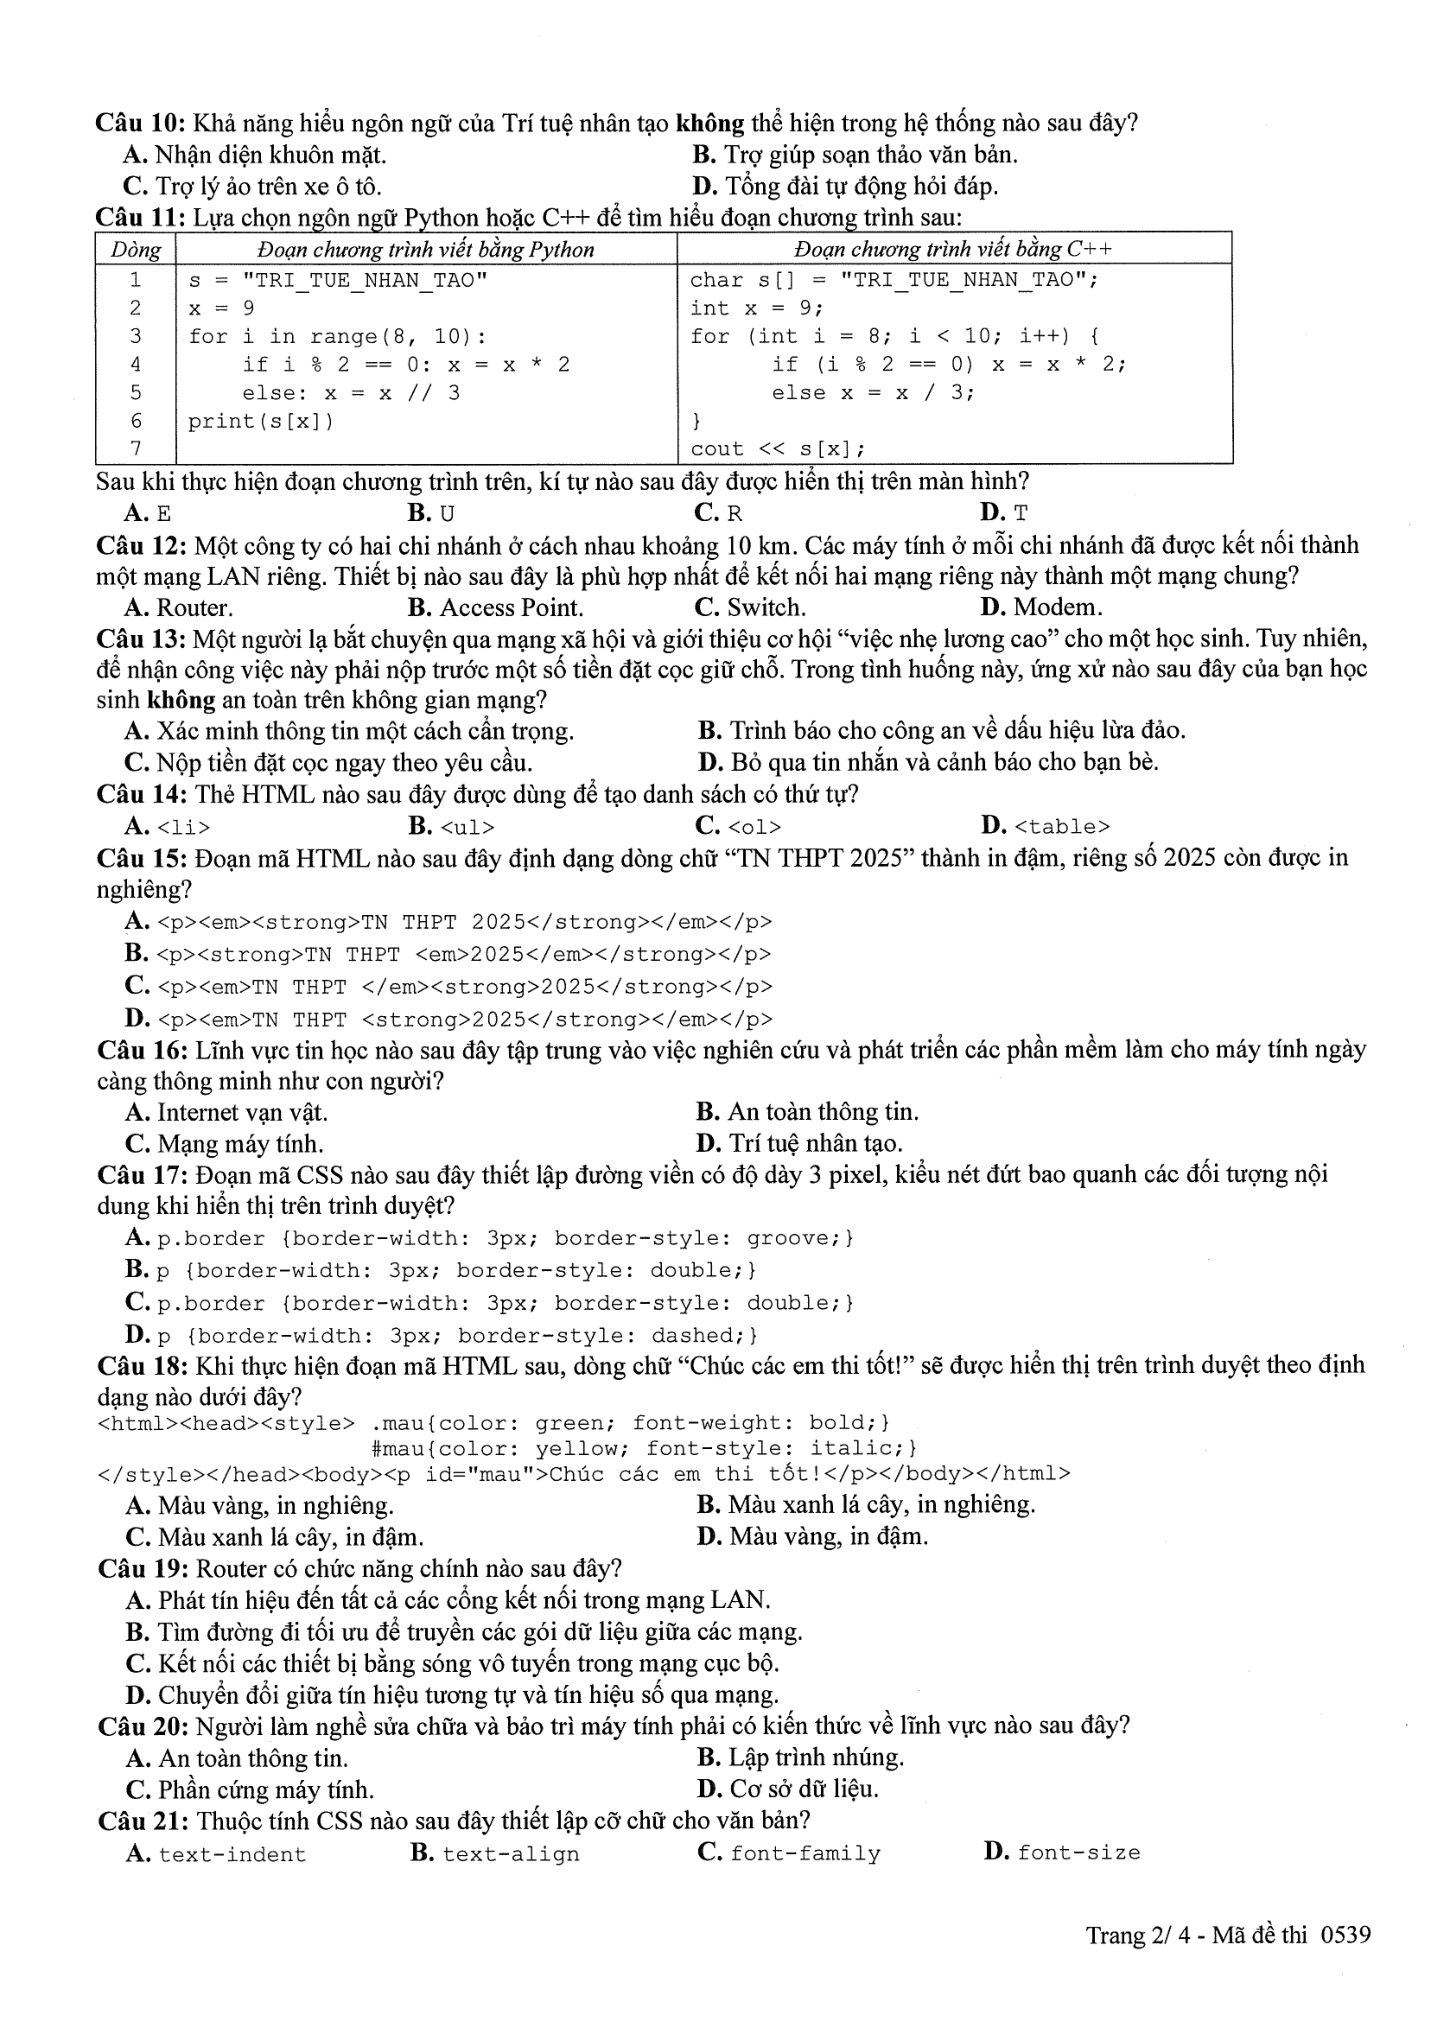 Câu 10: Khả năng hiểu ngôn ngữ của Trí tuệ nhân tạo không thể hiện trong hệ thống nào sau đây?
A. Nhận diện khuôn mặt. B. Trợ giúp soạn thảo văn bản.
C. Trợ lý ảo trên xe ô tô. D. Tổng đài tự động hỏi đáp.
Câu 11: Lựa chọn ngôn ngữ Python hoặc C++ để tìm hiểu đoạn chương trình sau:
Dòng Đoạn chương trình viết bằng Python Đoạn chương trình viết bằng C++
1 s = "TRI_TUE_NHAN_TAO" char s[] = "TRI_TUE_NHAN_TAO";
2 x = 9 int x = 9;
3 for i in range(8, 10): for (int i = 8; i < 10; i++) {
4 if i % 2 == 0: x = x * 2 if (i % 2 == 0) x = x * 2;
5 else: x = x // 3 else x = x / 3;
6 print(s[x]) }
7 cout << s[x];
Sau khi thực hiện đoạn chương trình trên, kí tự nào sau đây được hiển thị trên màn hình?
A. E B. U C. R D. T
Câu 12: Một công ty có hai chi nhánh ở cách nhau khoảng 10 km. Các máy tính ở mỗi chi nhánh đã được kết nối thành
một mạng LAN riêng. Thiết bị nào sau đây là phù hợp nhất để kết nối hai mạng riêng này thành một mạng chung?
A. Router. B. Access Point. C. Switch. D. Modem.
Câu 13: Một người lạ bắt chuyện qua mạng xã hội và giới thiệu cơ hội “việc nhẹ lương cao” cho một học sinh. Tuy nhiên,
để nhận công việc này phải nộp trước một số tiền đặt cọc giữ chỗ. Trong tình huống này, ứng xử nào sau đây của bạn học
sinh không an toàn trên không gian mạng?
A. Xác minh thông tin một cách cẩn trọng. B. Trình báo cho công an về dấu hiệu lừa đảo.
C. Nộp tiền đặt cọc ngay theo yêu cầu. D. Bỏ qua tin nhắn và cảnh báo cho bạn bè.
Câu 14: Thẻ HTML nào sau đây được dùng để tạo danh sách có thứ tự?
A. <li> B. <ul> C. <ol> D. <table>
Câu 15: Đoạn mã HTML nào sau đây định dạng dòng chữ “TN THPT 2025” thành in đậm, riêng số 2025 còn được in
nghiêng?
A. <p><em><strong>TN THPT 2025</strong></em></p>
B. <p><strong>TN THPT <em>2025</em></strong></p>
C. <p><em>TN THPT </em><strong>2025</strong></p>
D. <p><em>TN THPT <strong>2025</strong></em></p>
Câu 16: Lĩnh vực tin học nào sau đây tập trung vào việc nghiên cứu và phát triển các phần mềm làm cho máy tính ngày
càng thông minh như con người?
A. Internet vạn vật. B. An toàn thông tin.
C. Mạng máy tính. D. Trí tuệ nhân tạo.
Câu 17: Đoạn mã CSS nào sau đây thiết lập đường viền có độ dày 3 pixel, kiểu nét đứt bao quanh các đối tượng nội
dung khi hiển thị trên trình duyệt?
A. p.border {border-width: 3px; border-style: groove;}
B. p {border-width: 3px; border-style: double;}
C. p.border {border-width: 3px; border-style: double;}
D. p {border-width: 3px; border-style: dashed;}
Câu 18: Khi thực hiện đoạn mã HTML sau, dòng chữ “Chúc các em thi tốt!” sẽ được hiển thị trên trình duyệt theo định
dạng nào dưới đây?
<html><head><style> .mau{color: green; font-weight: bold;}
#mau{color: yellow; font-style: italic;}
</style></head><body><p id="mau">Chúc các em thi tốt!</p></body></html>
A. Màu vàng, in nghiêng. B. Màu xanh lá cây, in nghiêng.
C. Màu xanh lá cây, in đậm. D. Màu vàng, in đậm.
Câu 19: Router có chức năng chính nào sau đây?
A. Phát tín hiệu đến tất cả các cổng kết nối trong mạng LAN.
B. Tìm đường đi tối ưu để truyền các gói dữ liệu giữa các mạng.
C. Kết nối các thiết bị bằng sóng vô tuyến trong mạng cục bộ.
D. Chuyển đổi giữa tín hiệu tương tự và tín hiệu số qua mạng.
Câu 20: Người làm nghề sửa chữa và bảo trì máy tính phải có kiến thức về lĩnh vực nào sau đây?
A. An toàn thông tin. B. Lập trình nhúng.
C. Phần cứng máy tính. D. Cơ sở dữ liệu.
Câu 21: Thuộc tính CSS nào sau đây thiết lập cỡ chữ cho văn bản?
A. text-indent B. text-align C. font-family D. font-size
Trang 2/ 4 - Mã đề thi 0539